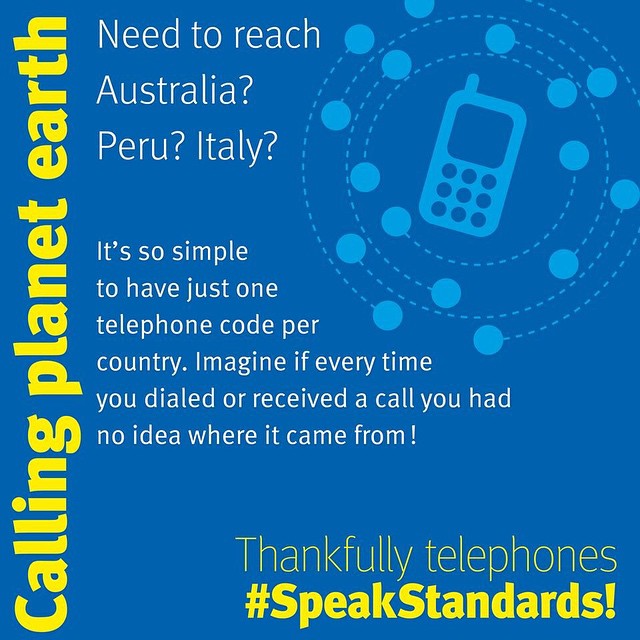 Calling planet earth
Need to reach
Australia?
Peru? Italy?
It's so simple
to have just one
telephone code per
country. Imagine if every time
you dialed or received a call you had
no idea where it came from!
Thankfully telephones
#SpeakStandards!